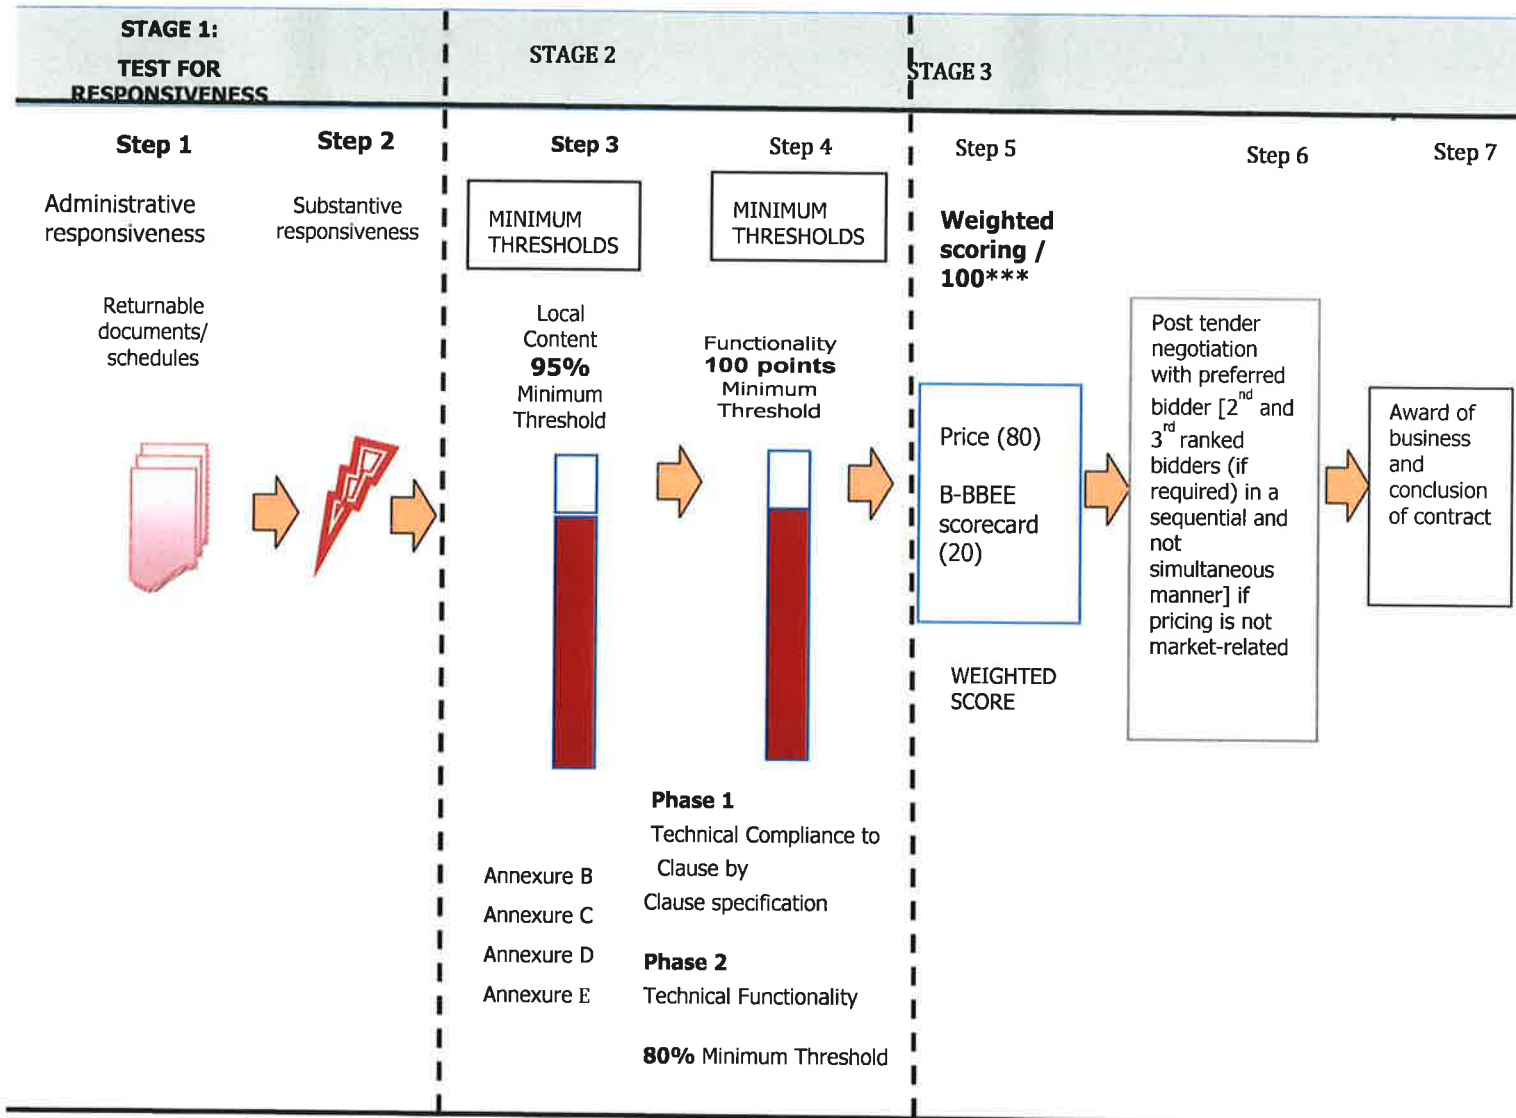 STAGE 1:
TEST FOR
RESPONSIVENESS
STAGE 2
STAGE 3
Step 1
Administrative
responsiveness
Returnable
documents/
schedules
Step 2
Substantive
responsiveness
Step 3
MINIMUM
THRESHOLDS
Local
Content
95%
Minimum
Threshold
Annexure B
Annexure C
Annexure D
Annexure E
Step 4
MINIMUM
THRESHOLDS
Functionality
100 points
Minimum
Threshold
Phase 1
Technical Compliance to
Clause by
Clause specification
Phase 2
Technical Functionality
80% Minimum Threshold
Step 5
Weighted
scoring /
100***
Price (80)
B-BBEE
scorecard
(20)
WEIGHTED
SCORE
Step 6
Post tender
negotiation
with preferred
bidder [2nd and
3rd ranked
bidders (if
required) in a
sequential and
not
simultaneous
manner] if
pricing is not
market-related
Step 7
Award of
business
and
conclusion
of contract